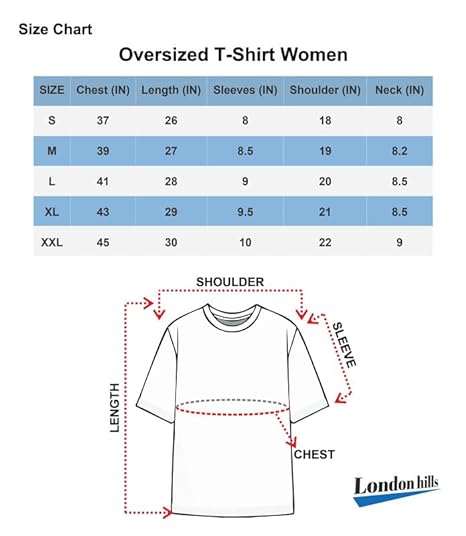 Size Chart
Oversized T-Shirt Women
SIZE Chest (IN) Length (IN) Sleeves (IN) Shoulder (IN) Neck (IN)
S 37 26 8 18 8
M 39 27 8.5 19 8.2
L 41 28 9 20 8.5
XL 43 29 9.5 21 8.5
XXL 45 30 10 22 9
SHOULDER
SLEEVE
LENGTH
CHEST
London hills